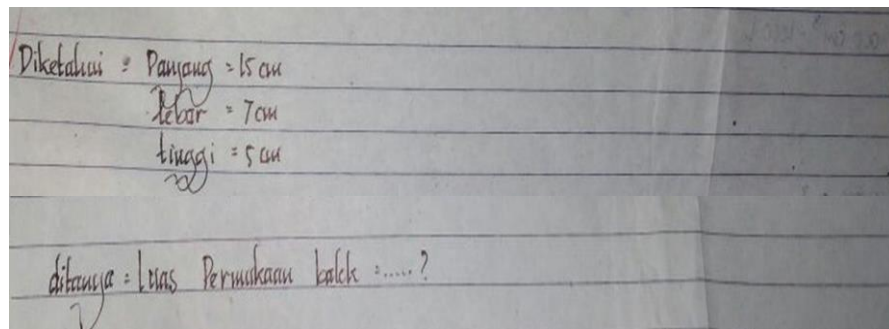 Diketahui = Panjang = 15 cm
lebar = 7 cm
tinggi = 5 cm
ditanya = Luas Permukaan balok = .....?